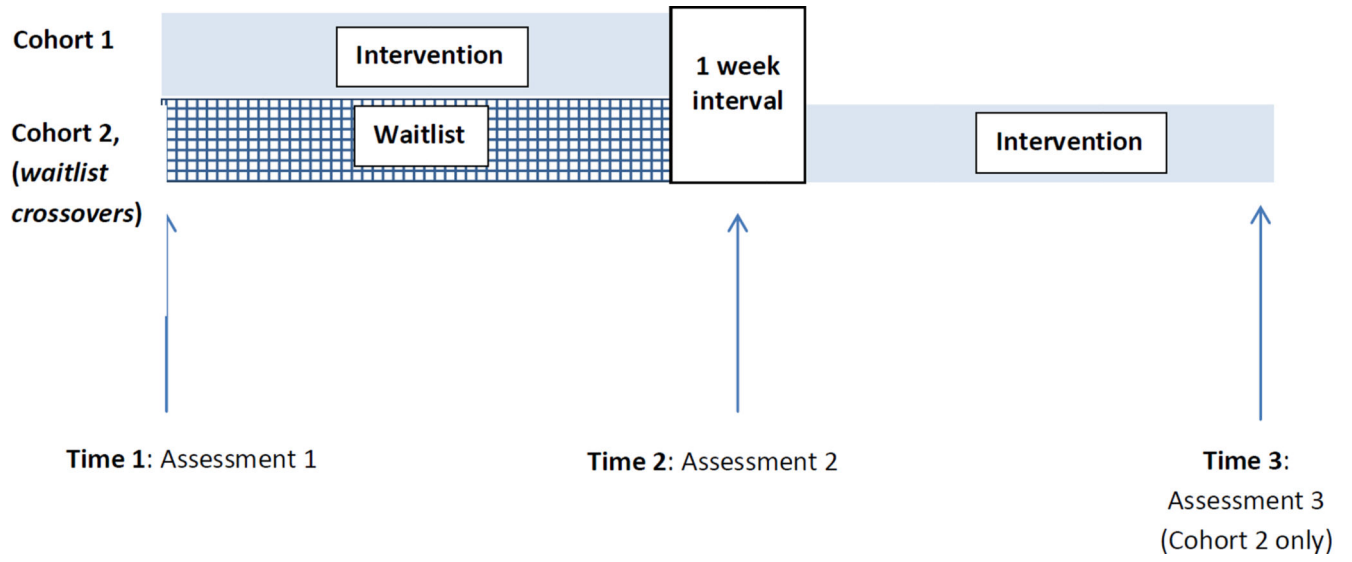 Cohort 1
Intervention
1 week
interval
Cohort 2,
(waitlist
crossovers)
Waitlist
Intervention
Time 1: Assessment 1
Time 2: Assessment 2
Time 3:
Assessment 3
(Cohort 2 only)